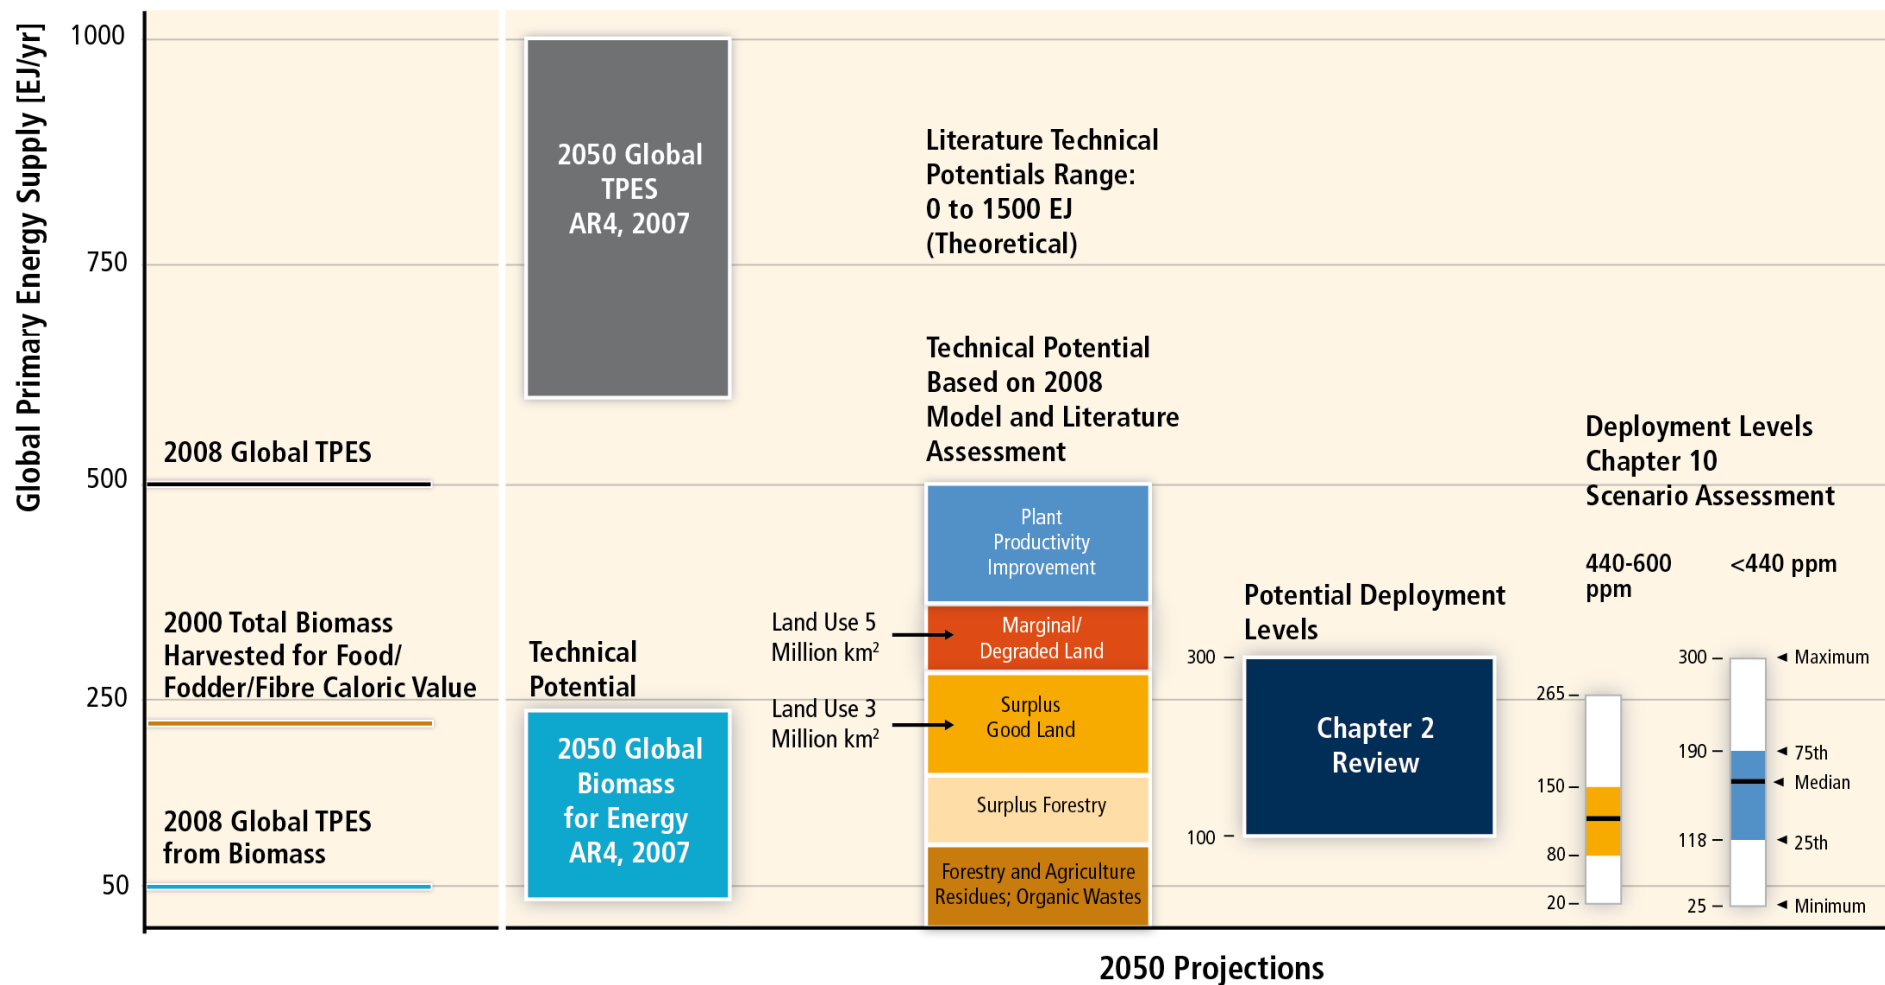 Global Primary Energy Supply [EJ/yr]
1000
750
500
250
50
2008 Global TPES
2000 Total Biomass
Harvested for Food/
Fodder/Fibre Caloric Value
2008 Global TPES
from Biomass
2050 Global
TPES
AR4, 2007
Technical
Potential
2050 Global
Biomass
for Energy
AR4, 2007
Literature Technical
Potentials Range:
0 to 1500 EJ
(Theoretical)
Technical Potential
Based on 2008
Model and Literature
Assessment
Plant
Productivity
Improvement
Land Use 5
Million km²
Marginal/
Degraded Land
Land Use 3
Million km²
Surplus
Good Land
Surplus Forestry
Forestry and Agriculture
Residues; Organic Wastes
Potential Deployment
Levels
300
100
Chapter 2
Review
Deployment Levels
Chapter 10
Scenario Assessment
440-600
ppm
265
150
80
20
<440 ppm
300
190
118
25
Maximum
75th
Median
25th
Minimum
2050 Projections